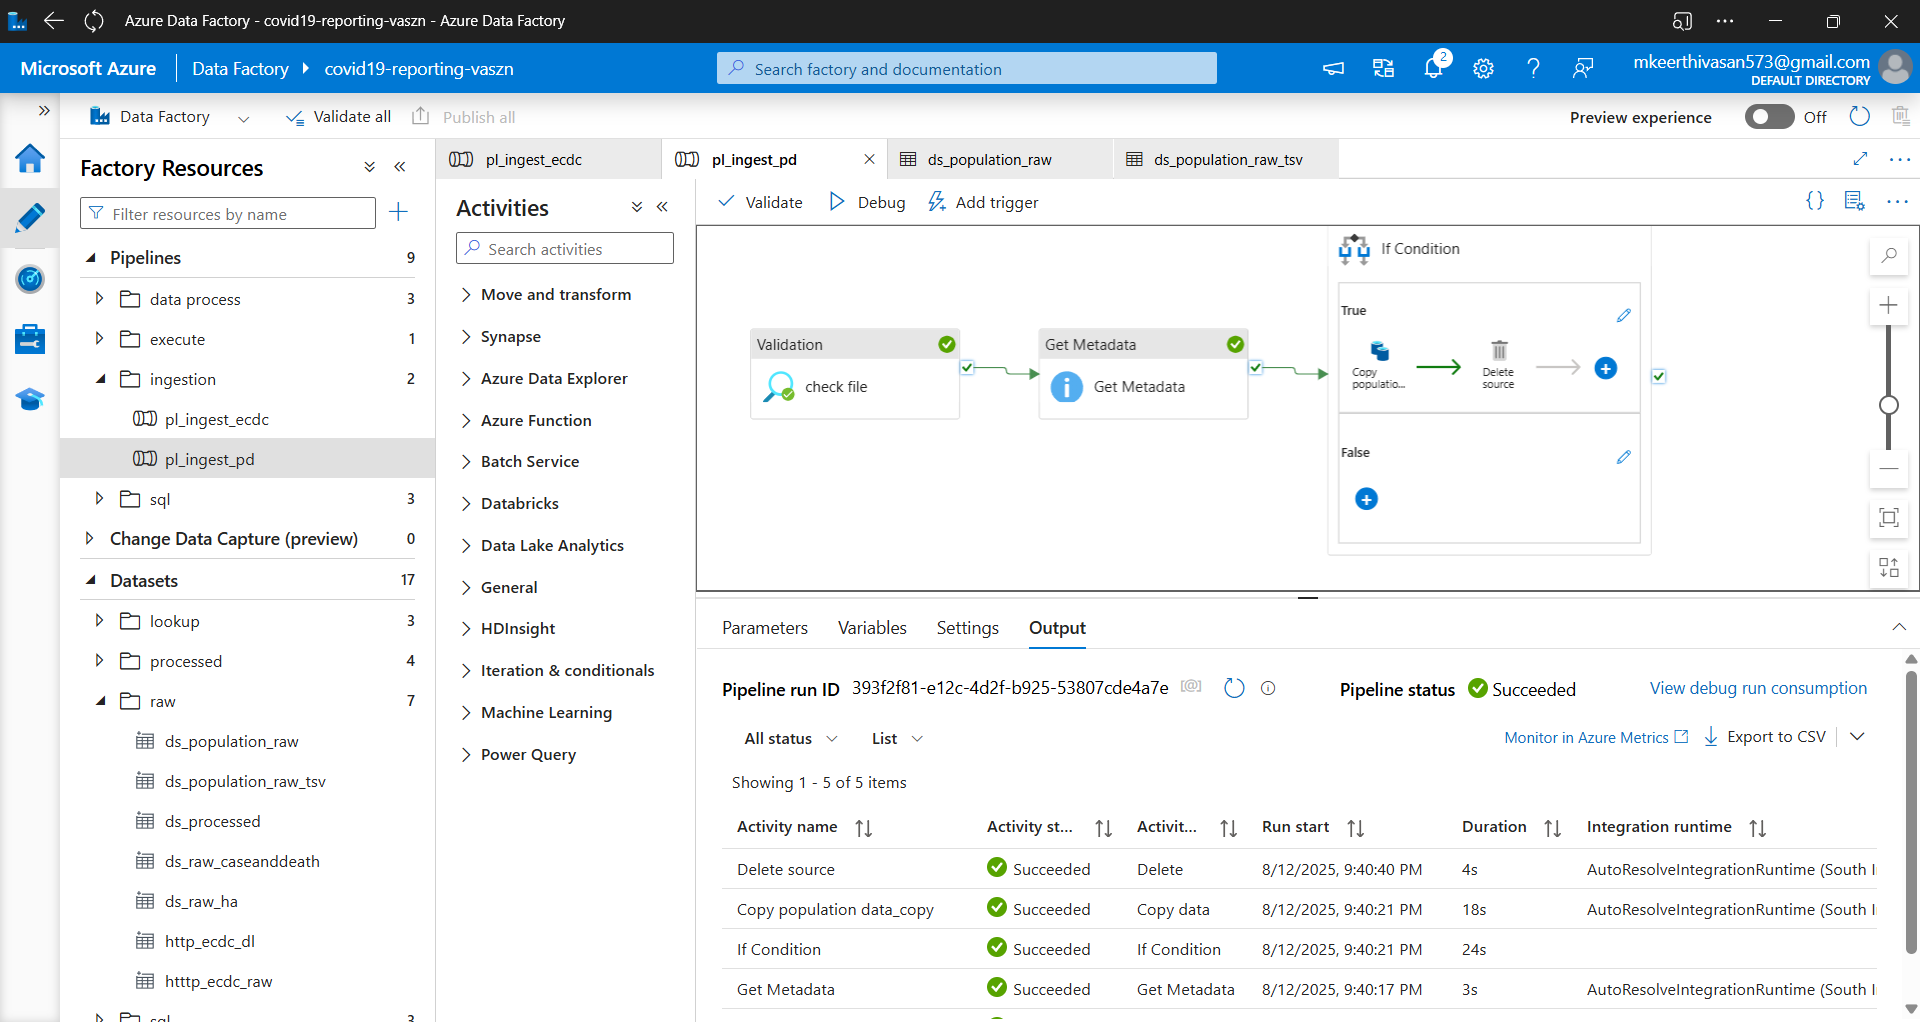 Azure Data Factory - covid19-reporting-vaszn - Azure Data Factory
Microsoft Azure
Data Factory
covid19-reporting-vaszn
Search factory and documentation
2
mkeerthivasan573@gmail.com
DEFAULT DIRECTORY
Data Factory
Validate all
Publish all
Preview experience
Off
Factory Resources
Filter resources by name
Pipelines 9
data process 3
execute 1
ingestion 2
pl_ingest_ecdc
pl_ingest_pd
sql 3
Change Data Capture (preview) 0
Datasets 17
lookup 3
processed 4
raw 7
ds_population_raw
ds_population_raw_tsv
ds_processed
ds_raw_caseanddeath
ds_raw_ha
http_ecdc_dl
htttp_ecdc_raw
sql 3
pl_ingest_ecdc
pl_ingest_pd
ds_population_raw
ds_population_raw_tsv
Activities
Search activities
Move and transform
Synapse
Azure Data Explorer
Azure Function
Batch Service
Databricks
Data Lake Analytics
General
HDInsight
Iteration & conditionals
Machine Learning
Power Query
Validate
Debug
Add trigger
Validation
check file
Get Metadata
Get Metadata
If Condition
True
Copy
populatio...
Delete
source
False
Parameters
Variables
Settings
Output
Pipeline run ID 393f2f81-e12c-4d2f-b925-53807cde4a7e
Pipeline status Succeeded
View debug run consumption
All status
List
Monitor in Azure Metrics
Export to CSV
Showing 1 - 5 of 5 items
Activity name Activity st... Activit... Run start Duration Integration runtime
Delete source Succeeded Delete 8/12/2025, 9:40:40 PM 4s AutoResolveIntegrationRuntime (South I
Copy population data_copy Succeeded Copy data 8/12/2025, 9:40:21 PM 18s AutoResolveIntegrationRuntime (South I
If Condition Succeeded If Condition 8/12/2025, 9:40:21 PM 24s
Get Metadata Succeeded Get Metadata 8/12/2025, 9:40:17 PM 3s AutoResolveIntegrationRuntime (South I